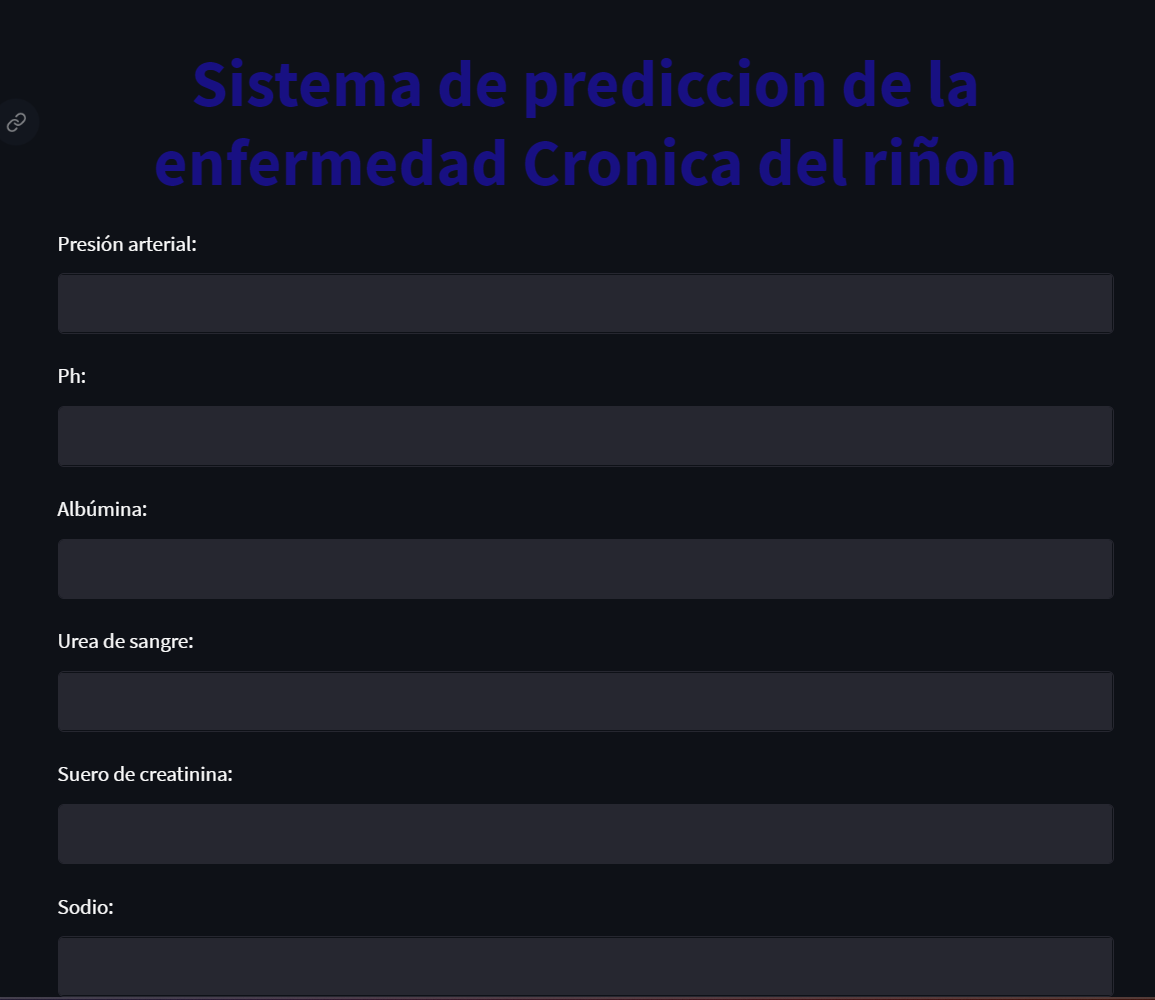 Sistema de prediccion de la
enfermedad Cronica del riñon
Presión arterial:
Ph:
Albúmina:
Urea de sangre:
Suero de creatinina:
Sodio: